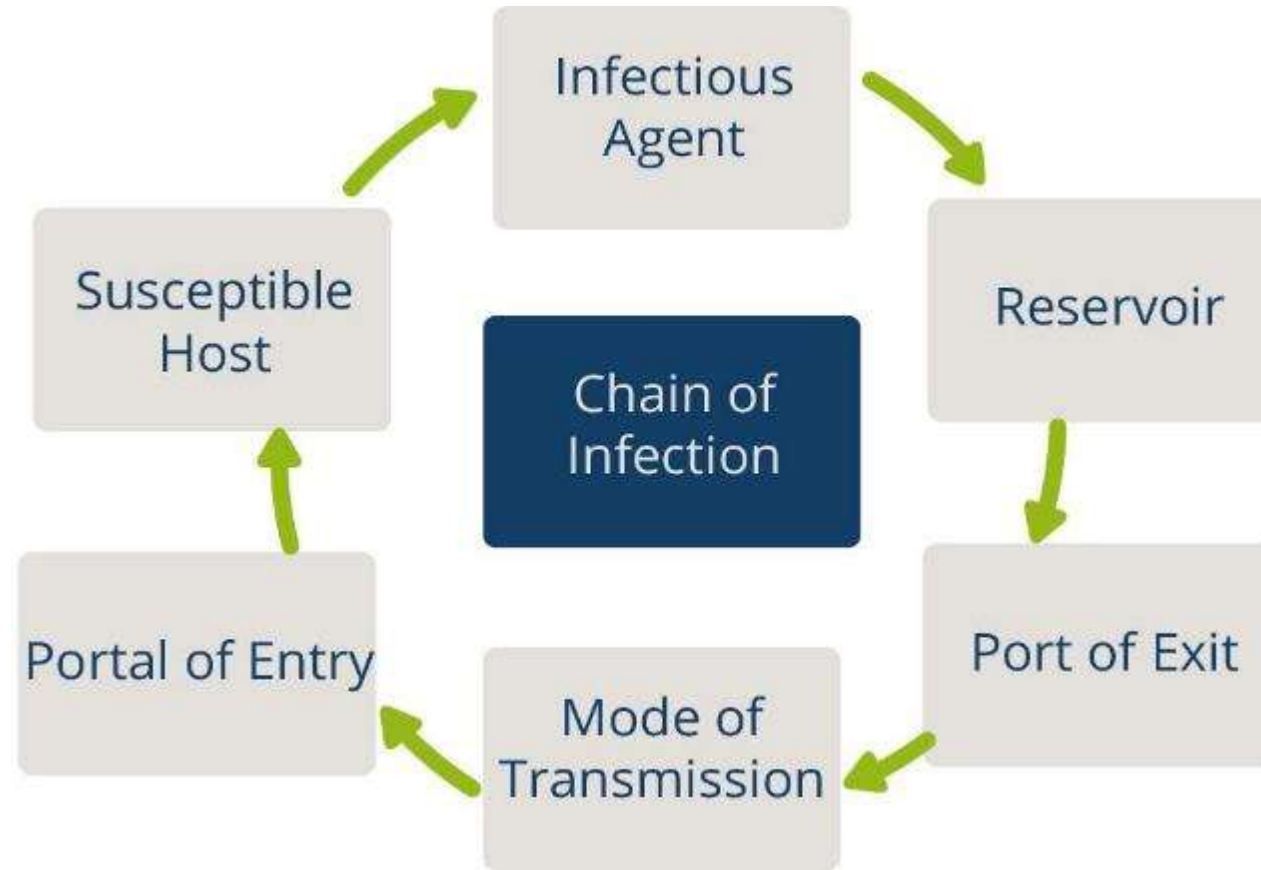 Infectious
Agent
Reservoir
Port of Exit
Mode of
Transmission
Portal of Entry
Susceptible
Host
Chain of
Infection